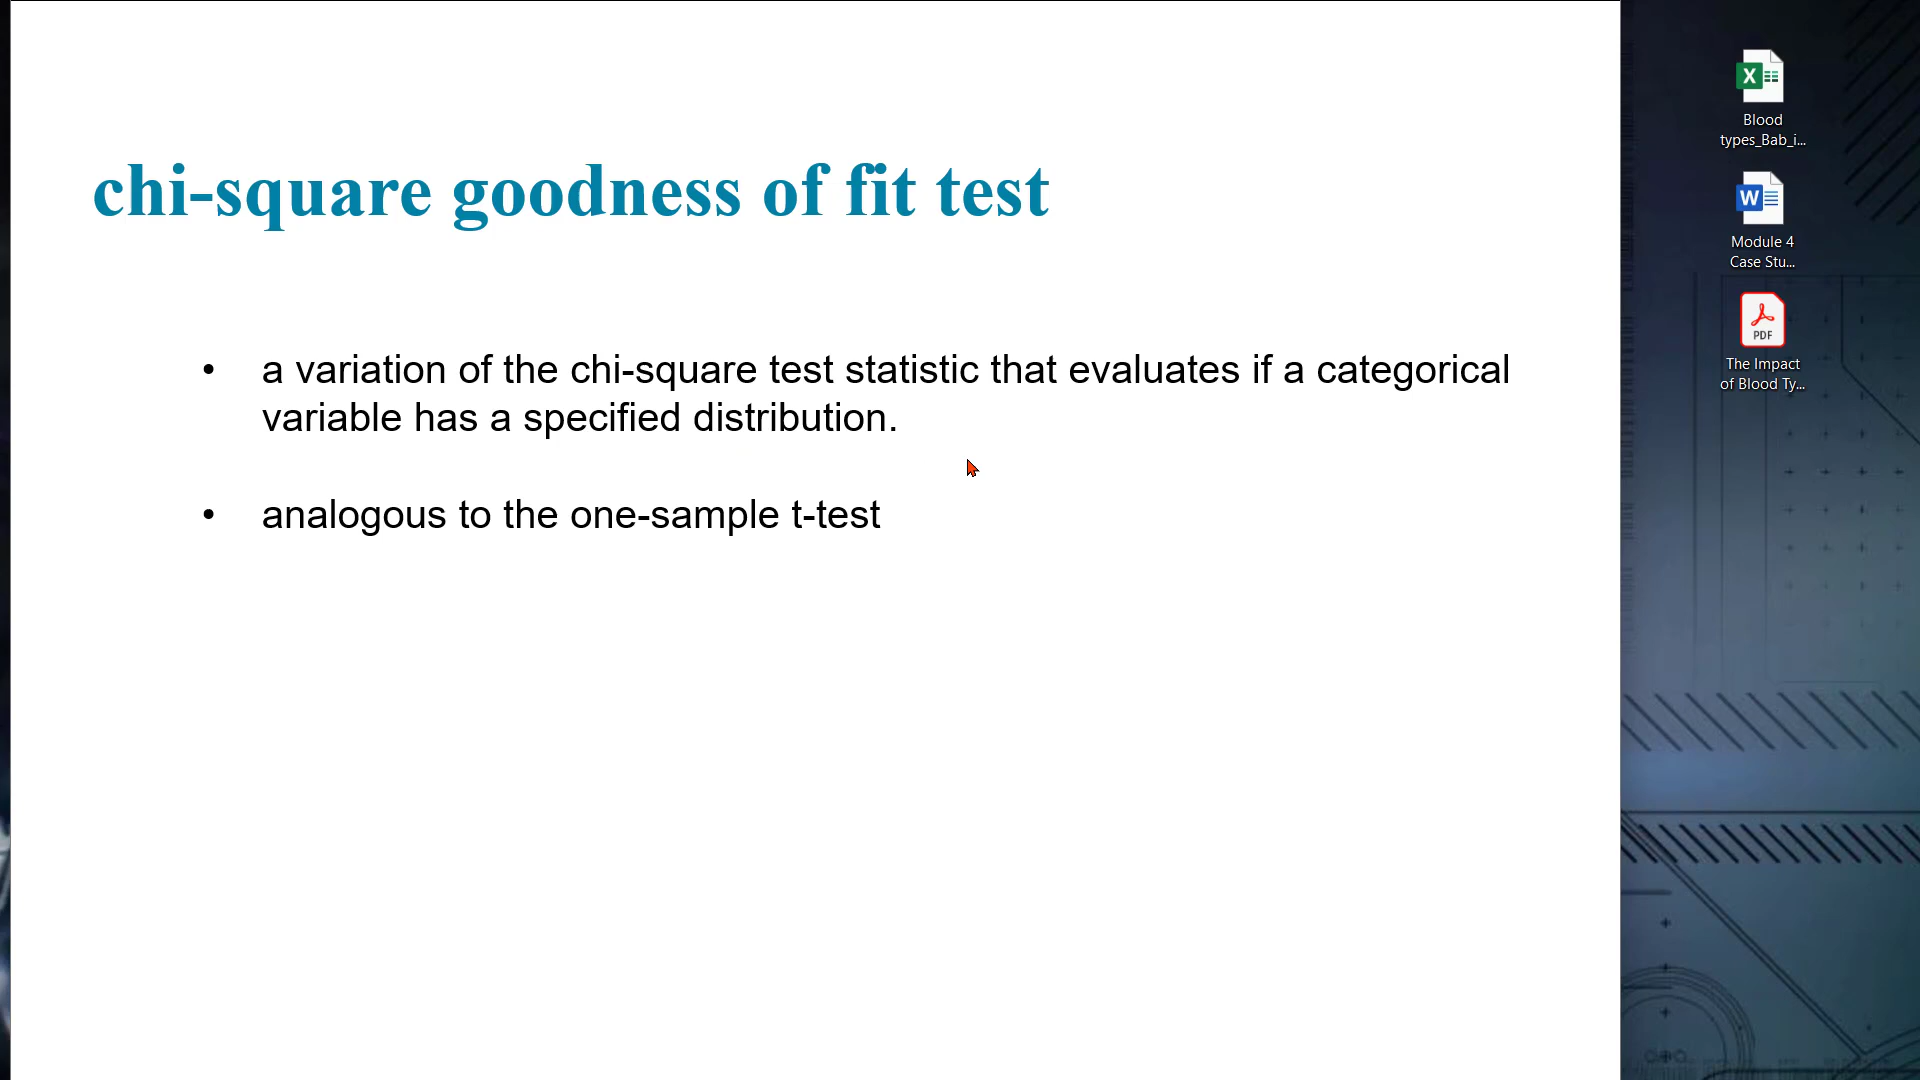 chi-square goodness of fit test
• a variation of the chi-square test statistic that evaluates if a categorical
variable has a specified distribution.
• analogous to the one-sample t-test
Blood
types_Bab_i...
Module 4
Case Stu...
PDF
The Impact
of Blood Ty...